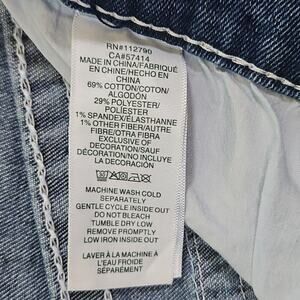 RN#112790
CA#57414
MADE IN CHINA/FABRIQUÉ
EN CHINE/HECHO EN
CHINA
69% COTTON/COTON/
ALGODÓN
29% POLYESTER/
POLIÉSTER
1% SPANDEX/ÉLASTHANNE
1% OTHER FIBER/AUTRE
FIBRE/OTRA FIBRA
EXCLUSIVE OF
DECORATION/SAUF
DÉCORATION/NO INCLUYE
LA DECORACIÓN
MACHINE WASH COLD
SEPARATELY
GENTLE CYCLE INSIDE OUT
DO NOT BLEACH
TUMBLE DRY LOW
REMOVE PROMPTLY
LOW IRON INSIDE OUT
LAVER À LA MACHINE À
L'EAU FROIDE
SÉPARÉMENT